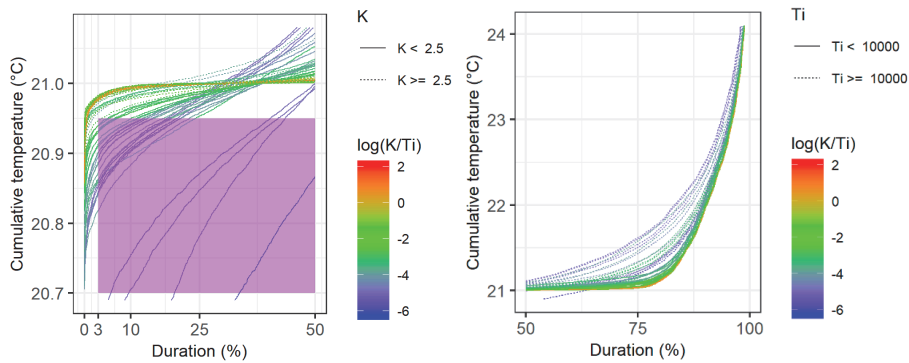 Cumulative temperature (°C)
21.0
20.9
20.8
20.7
0 3 10 25 50
Duration (%)
K
K < 2.5
K >= 2.5
log(K/Ti)
2
0
-2
-4
-6
Cumulative temperature (°C)
24
23
22
21
50 75 100
Duration (%)
Ti
Ti < 10000
Ti >= 10000
log(K/Ti)
2
0
-2
-4
-6